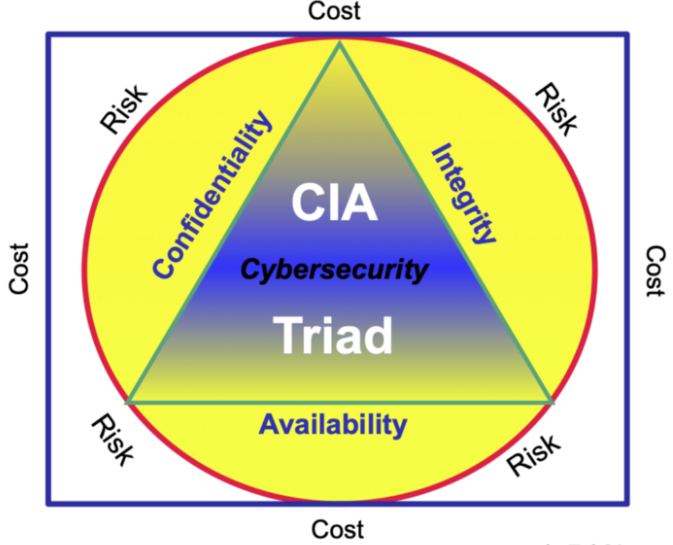 Cost
Risk
Risk
Confidentiality
Integrity
CIA
Cybersecurity
Triad
Cost
Cost
Availability
Risk
Risk
Cost